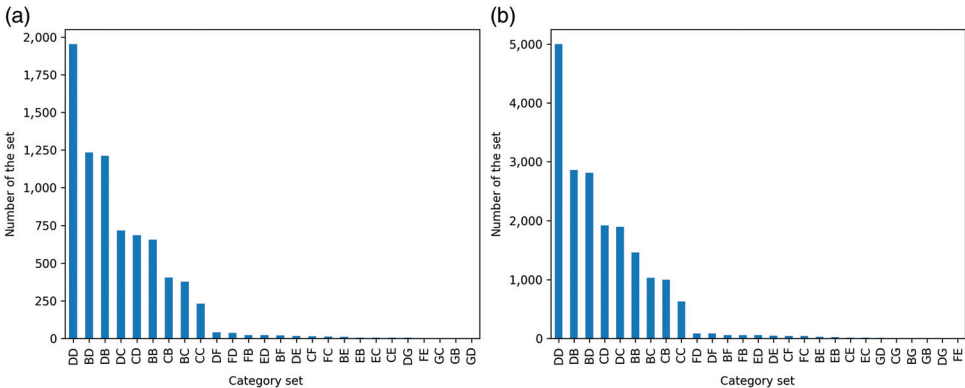 (a)
2,000
1,750
1,500
1,250
1,000
750
500
250
0
Number of the set
DD BD DB DC CD BB CB BC CC DF FD FB ED BF DE CF FC BE EB EC CE DG FE GC GB GD
Category set
(b)
5,000
4,000
3,000
2,000
1,000
0
Number of the set
DD DB BD CD DC BB BC CB CC FD DF BF FB ED DE CF FC BE EB CE EC GD CG BG GB DG FE
Category set